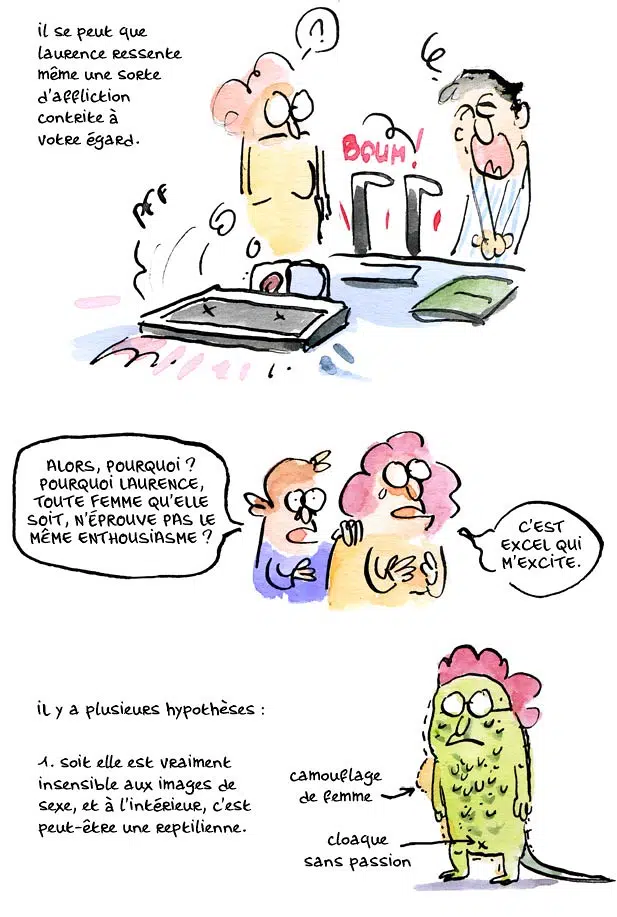 il se peut que
laurence ressente
même une sorte
d'affliction
contrite à
votre égard.
?
BOUM!
PFF
ALORS, POURQUOI ?
POURQUOI LAURENCE,
TOUTE FEMME QU'ELLE
SOIT, N'ÉPROUVE PAS LE
MÊME ENTHOUSIASME ?
C'EST
EXCEL QUI
M'EXCITE.
il y a plusieurs hypothèses :
1. soit elle est vraiment
insensible aux images de
sexe, et à l'intérieur, c'est
peut-être une reptilienne.
camouflage
de femme
cloaque
sans passion